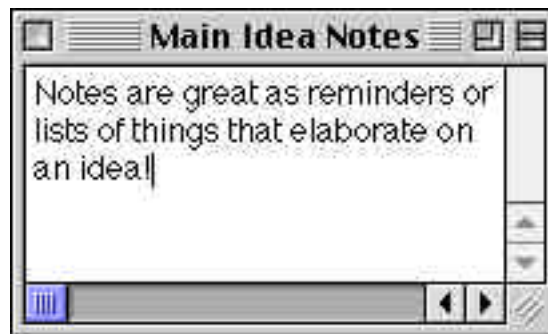 Main Idea Notes
Notes are great as reminders or
lists of things that elaborate on
an idea!